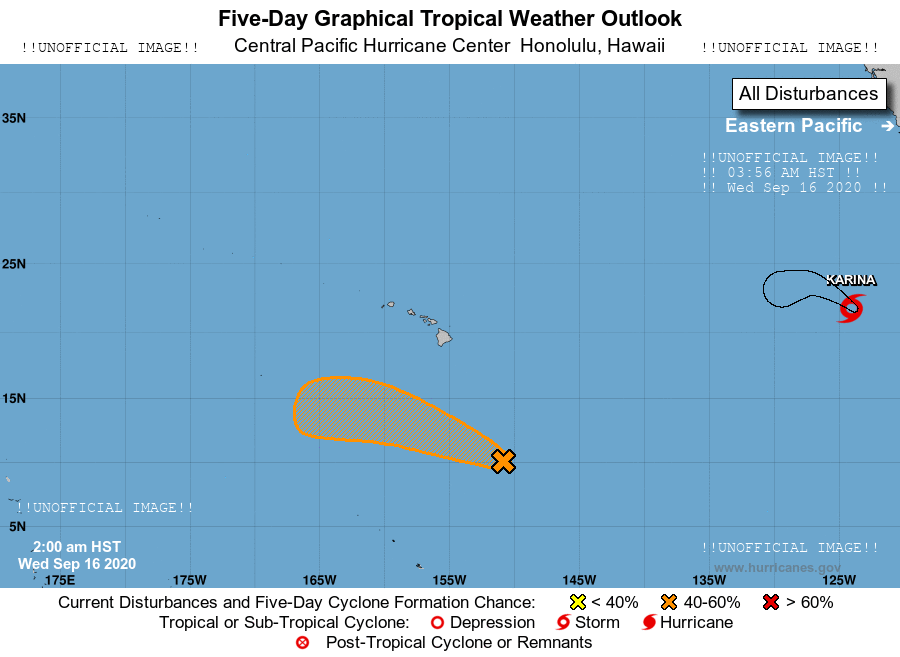 Five-Day Graphical Tropical Weather Outlook
!!UNOFFICIAL IMAGE!! Central Pacific Hurricane Center Honolulu, Hawaii !!UNOFFICIAL IMAGE!!
All Disturbances
35N
Eastern Pacific
!!UNOFFICIAL IMAGE!!
!! 03:56 AM HST !!
!! Wed Sep 16 2020 !!
25N
KARINA
15N
!!UNOFFICIAL IMAGE!!
5N
2:00 am HST
Wed Sep 16 2020
!!UNOFFICIAL IMAGE!!
www.hurricanes.gov
175E 175W 165W 155W 145W 135W 125W
Current Disturbances and Five-Day Cyclone Formation Chance: < 40% 40-60% > 60%
Tropical or Sub-Tropical Cyclone: Depression Storm Hurricane
Post-Tropical Cyclone or Remnants